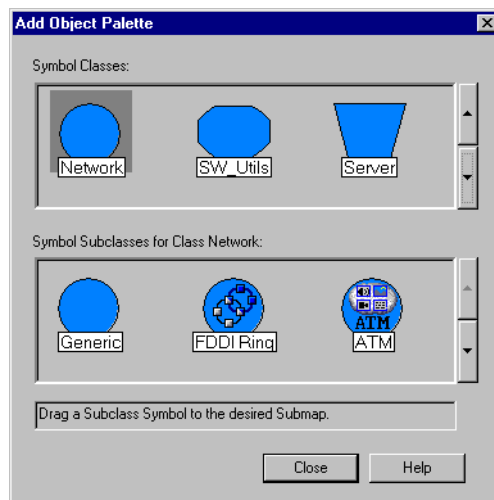 Add Object Palette
Symbol Classes:
Network SW_Utils Server
Symbol Subclasses for Class Network:
ATM
Generic FDDI Ring ATM
Drag a Subclass Symbol to the desired Submap.
Close Help